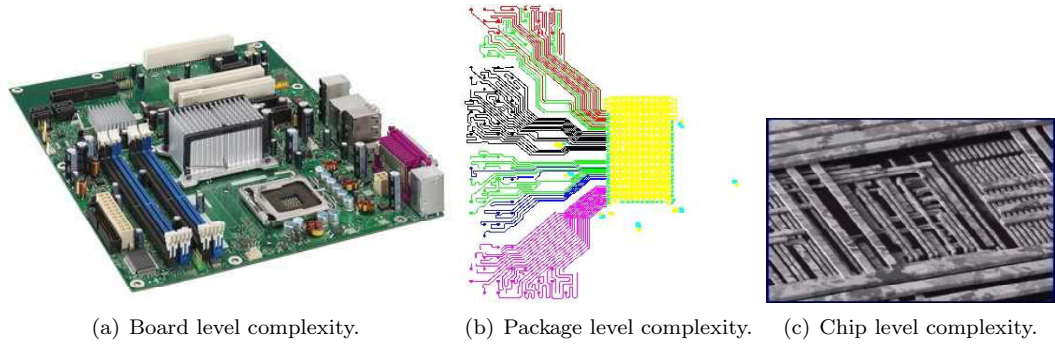 (a) Board level complexity.
(b) Package level complexity.
(c) Chip level complexity.